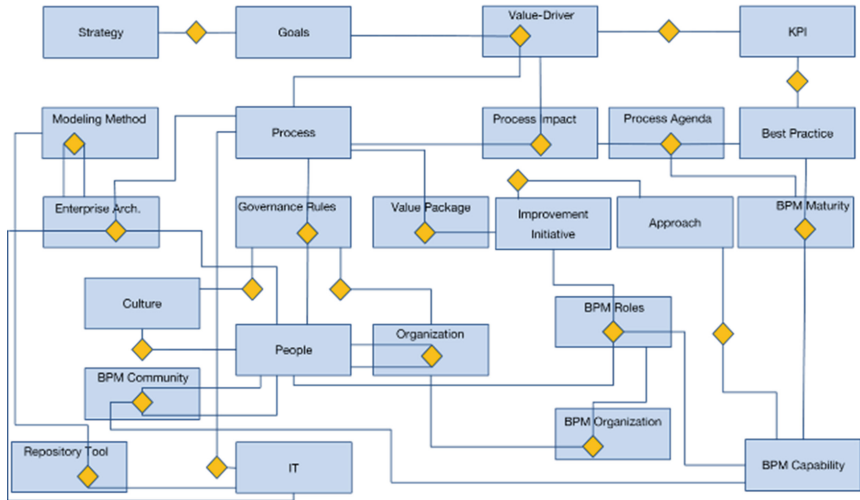 Strategy
Goals
Value-Driver
KPI
Modeling Method
Process
Process Impact
Process Agenda
Best Practice
Enterprise Arch.
Governance Rules
Value Package
Improvement
Initiative
Approach
BPM Maturity
Culture
People
Organization
BPM Roles
BPM Community
BPM Organization
Repository Tool
IT
BPM Capability